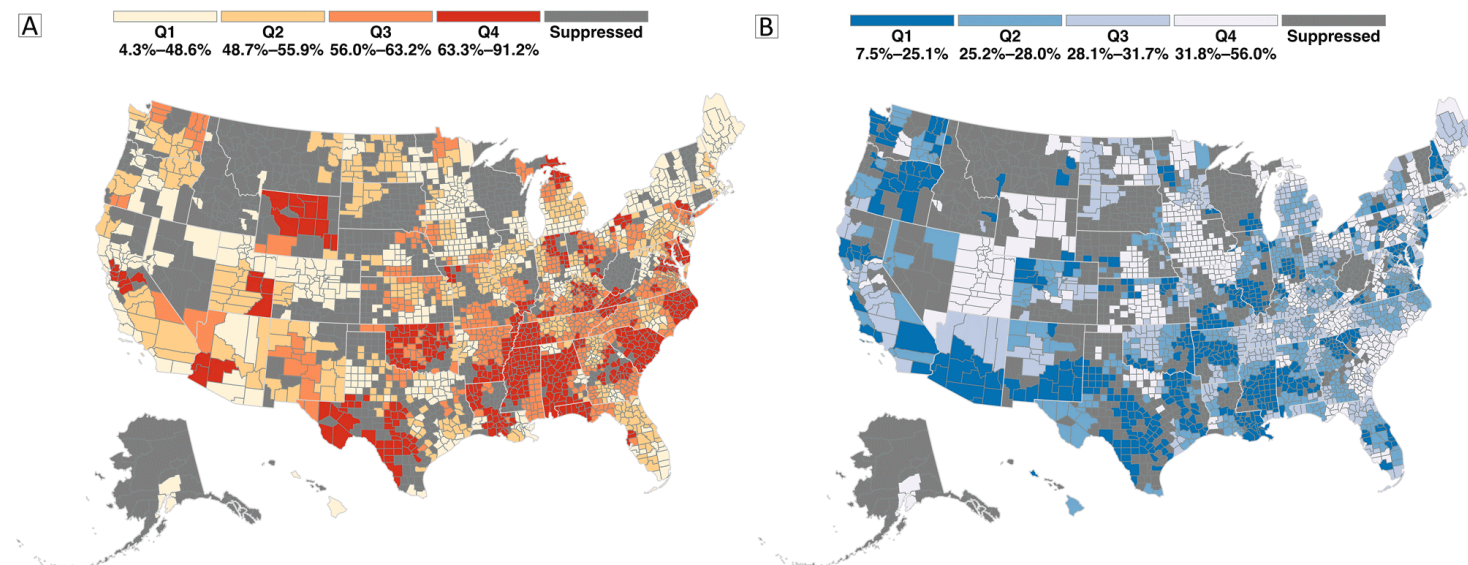 A
Q1 Q2 Q3 Q4 Suppressed
4.3%–48.6% 48.7%–55.9% 56.0%–63.2% 63.3%–91.2%
B
Q1 Q2 Q3 Q4 Suppressed
7.5%–25.1% 25.2%–28.0% 28.1%–31.7% 31.8%–56.0%